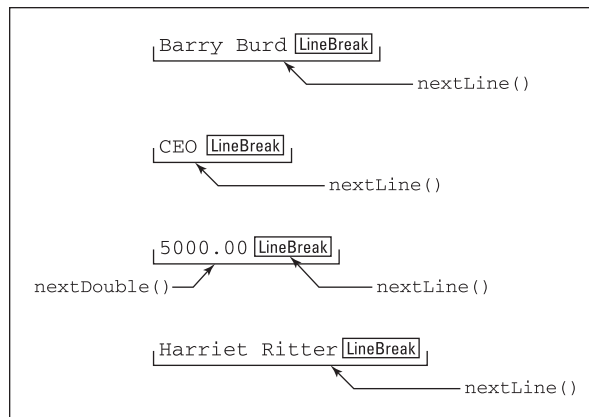 Barry Burd LineBreak
nextLine()
CEO LineBreak
nextLine()
5000.00 LineBreak
nextDouble() nextLine()
Harriet Ritter LineBreak
nextLine()